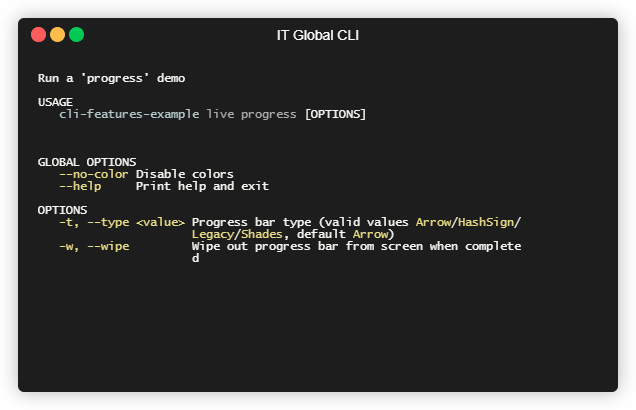 IT Global CLI
Run a 'progress' demo
USAGE
cli-features-example live progress [OPTIONS]
GLOBAL OPTIONS
--no-color Disable colors
--help Print help and exit
OPTIONS
-t, --type <value> Progress bar type (valid values Arrow/HashSign/
Legacy/Shades, default Arrow)
-w, --wipe Wipe out progress bar from screen when complete
d